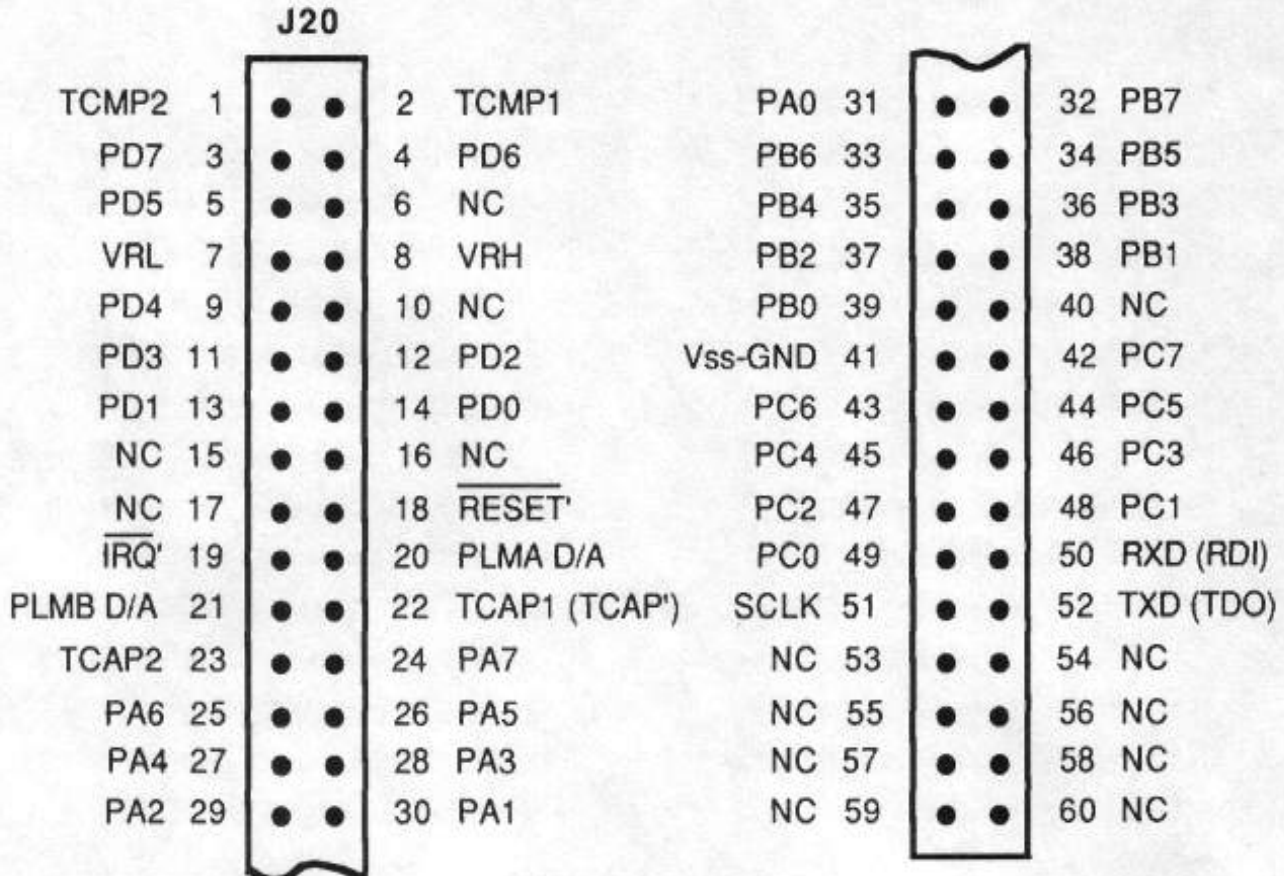 J20
TCMP2 1 2 TCMP1
PD7 3 4 PD6
PD5 5 6 NC
VRL 7 8 VRH
PD4 9 10 NC
PD3 11 12 PD2
PD1 13 14 PD0
NC 15 16 NC
NC 17 18 RESET'
IRQ' 19 20 PLMA D/A
PLMB D/A 21 22 TCAP1 (TCAP')
TCAP2 23 24 PA7
PA6 25 26 PA5
PA4 27 28 PA3
PA2 29 30 PA1
PA0 31 32 PB7
PB6 33 34 PB5
PB4 35 36 PB3
PB2 37 38 PB1
PB0 39 40 NC
Vss-GND 41 42 PC7
PC6 43 44 PC5
PC4 45 46 PC3
PC2 47 48 PC1
PC0 49 50 RXD (RDI)
SCLK 51 52 TXD (TDO)
NC 53 54 NC
NC 55 56 NC
NC 57 58 NC
NC 59 60 NC